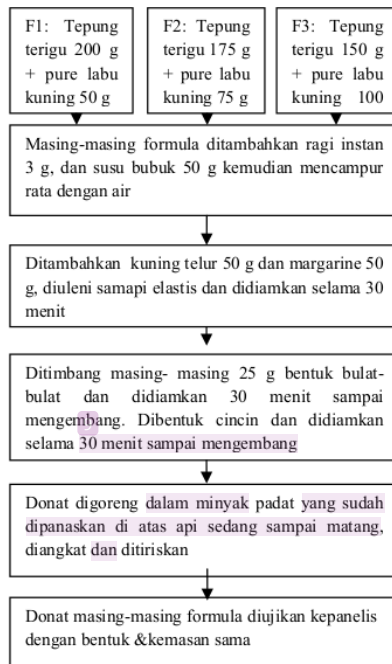 F1: Tepung
terigu 200 g
+ pure labu
kuning 50 g
F2: Tepung
terigu 175 g
+ pure labu
kuning 75 g
F3: Tepung
terigu 150 g
+ pure labu
kuning 100
Masing-masing formula ditambahkan ragi instan
3 g, dan susu bubuk 50 g kemudian mencampur
rata dengan air
Ditambahkan kuning telur 50 g dan margarine 50
g, diuleni samapi elastis dan didiamkan selama 30
menit
Ditimbang masing- masing 25 g bentuk bulat-
bulat dan didiamkan 30 menit sampai
mengembang. Dibentuk cincin dan didiamkan
selama 30 menit sampai mengembang
Donat digoreng dalam minyak padat yang sudah
dipanaskan di atas api sedang sampai matang,
diangkat dan ditiriskan
Donat masing-masing formula diujikan kepanelis
dengan bentuk &kemasan sama